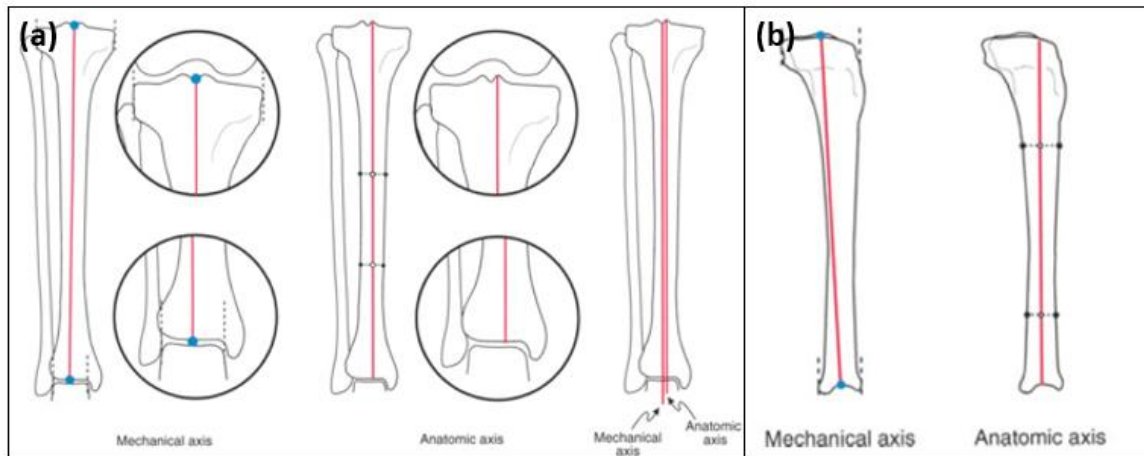 (a)
Mechanical axis
Anatomic axis
Mechanical
axis
Anatomic
axis
(b)
Mechanical axis
Anatomic axis